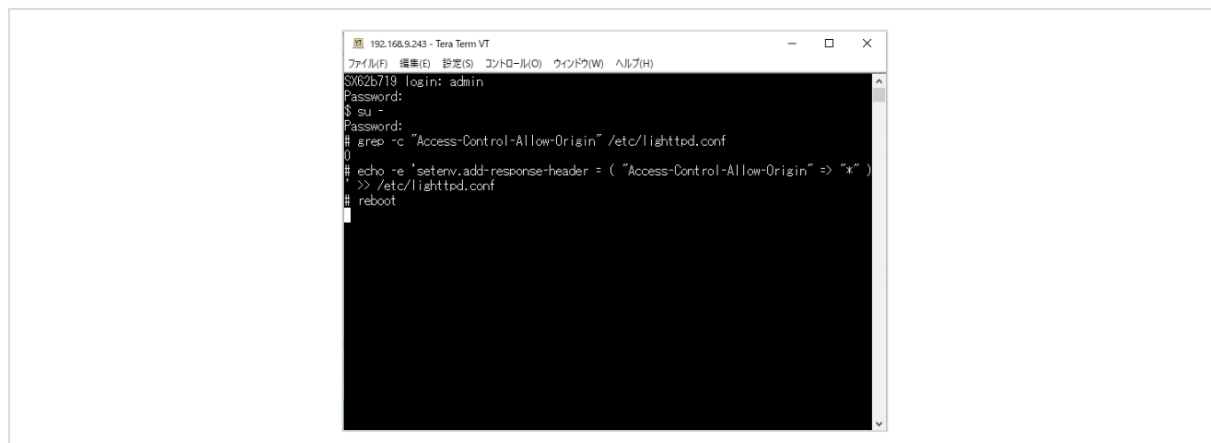 192.168.9.243 - Tera Term VT
ファイル(F) 編集(E) 設定(S) コントロール(O) ウィンドウ(W) ヘルプ(H)
SX62b719 login: admin
Password:
$ su -
Password:
# grep -c "Access-Control-Allow-Origin" /etc/lighttpd.conf
0
# echo -e 'setenv.add-response-header = ( "Access-Control-Allow-Origin" => "*" )
' >> /etc/lighttpd.conf
# reboot